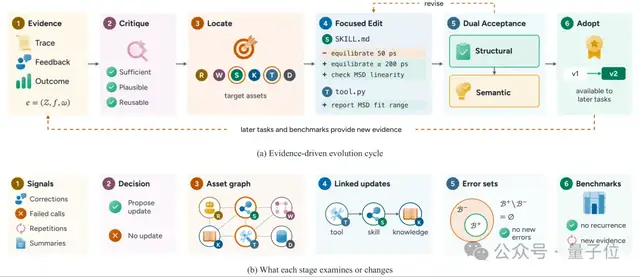 revise
1 Evidence
Trace
Feedback
Outcome
e = (Z, f, ω)
2 Critique
Sufficient
Plausible
Reusable
3 Locate
R W S K T D
target assets
4 Focused Edit
S SKILL.md
− equilibrate 50 ps
+ equilibrate ≥ 200 ps
+ check MSD linearity
T tool.py
+ report MSD fit range
5 Dual Acceptance
Structural
Semantic
6 Adopt
v1 v2
available to
later tasks
later tasks and benchmarks provide new evidence
(a) Evidence-driven evolution cycle
1 Signals
Corrections
Failed calls
Repetitions
Summaries
2 Decision
Propose
update
No update
3 Asset graph
R S W
K T D
4 Linked updates
T S K
tool skill knowledge
5 Error sets
B⁻ B⁺
B⁺\B⁻
= ∅
no new
errors
6 Benchmarks
no recurrence
new evidence
公众号 · 量子位
(b) What each stage examines or changes